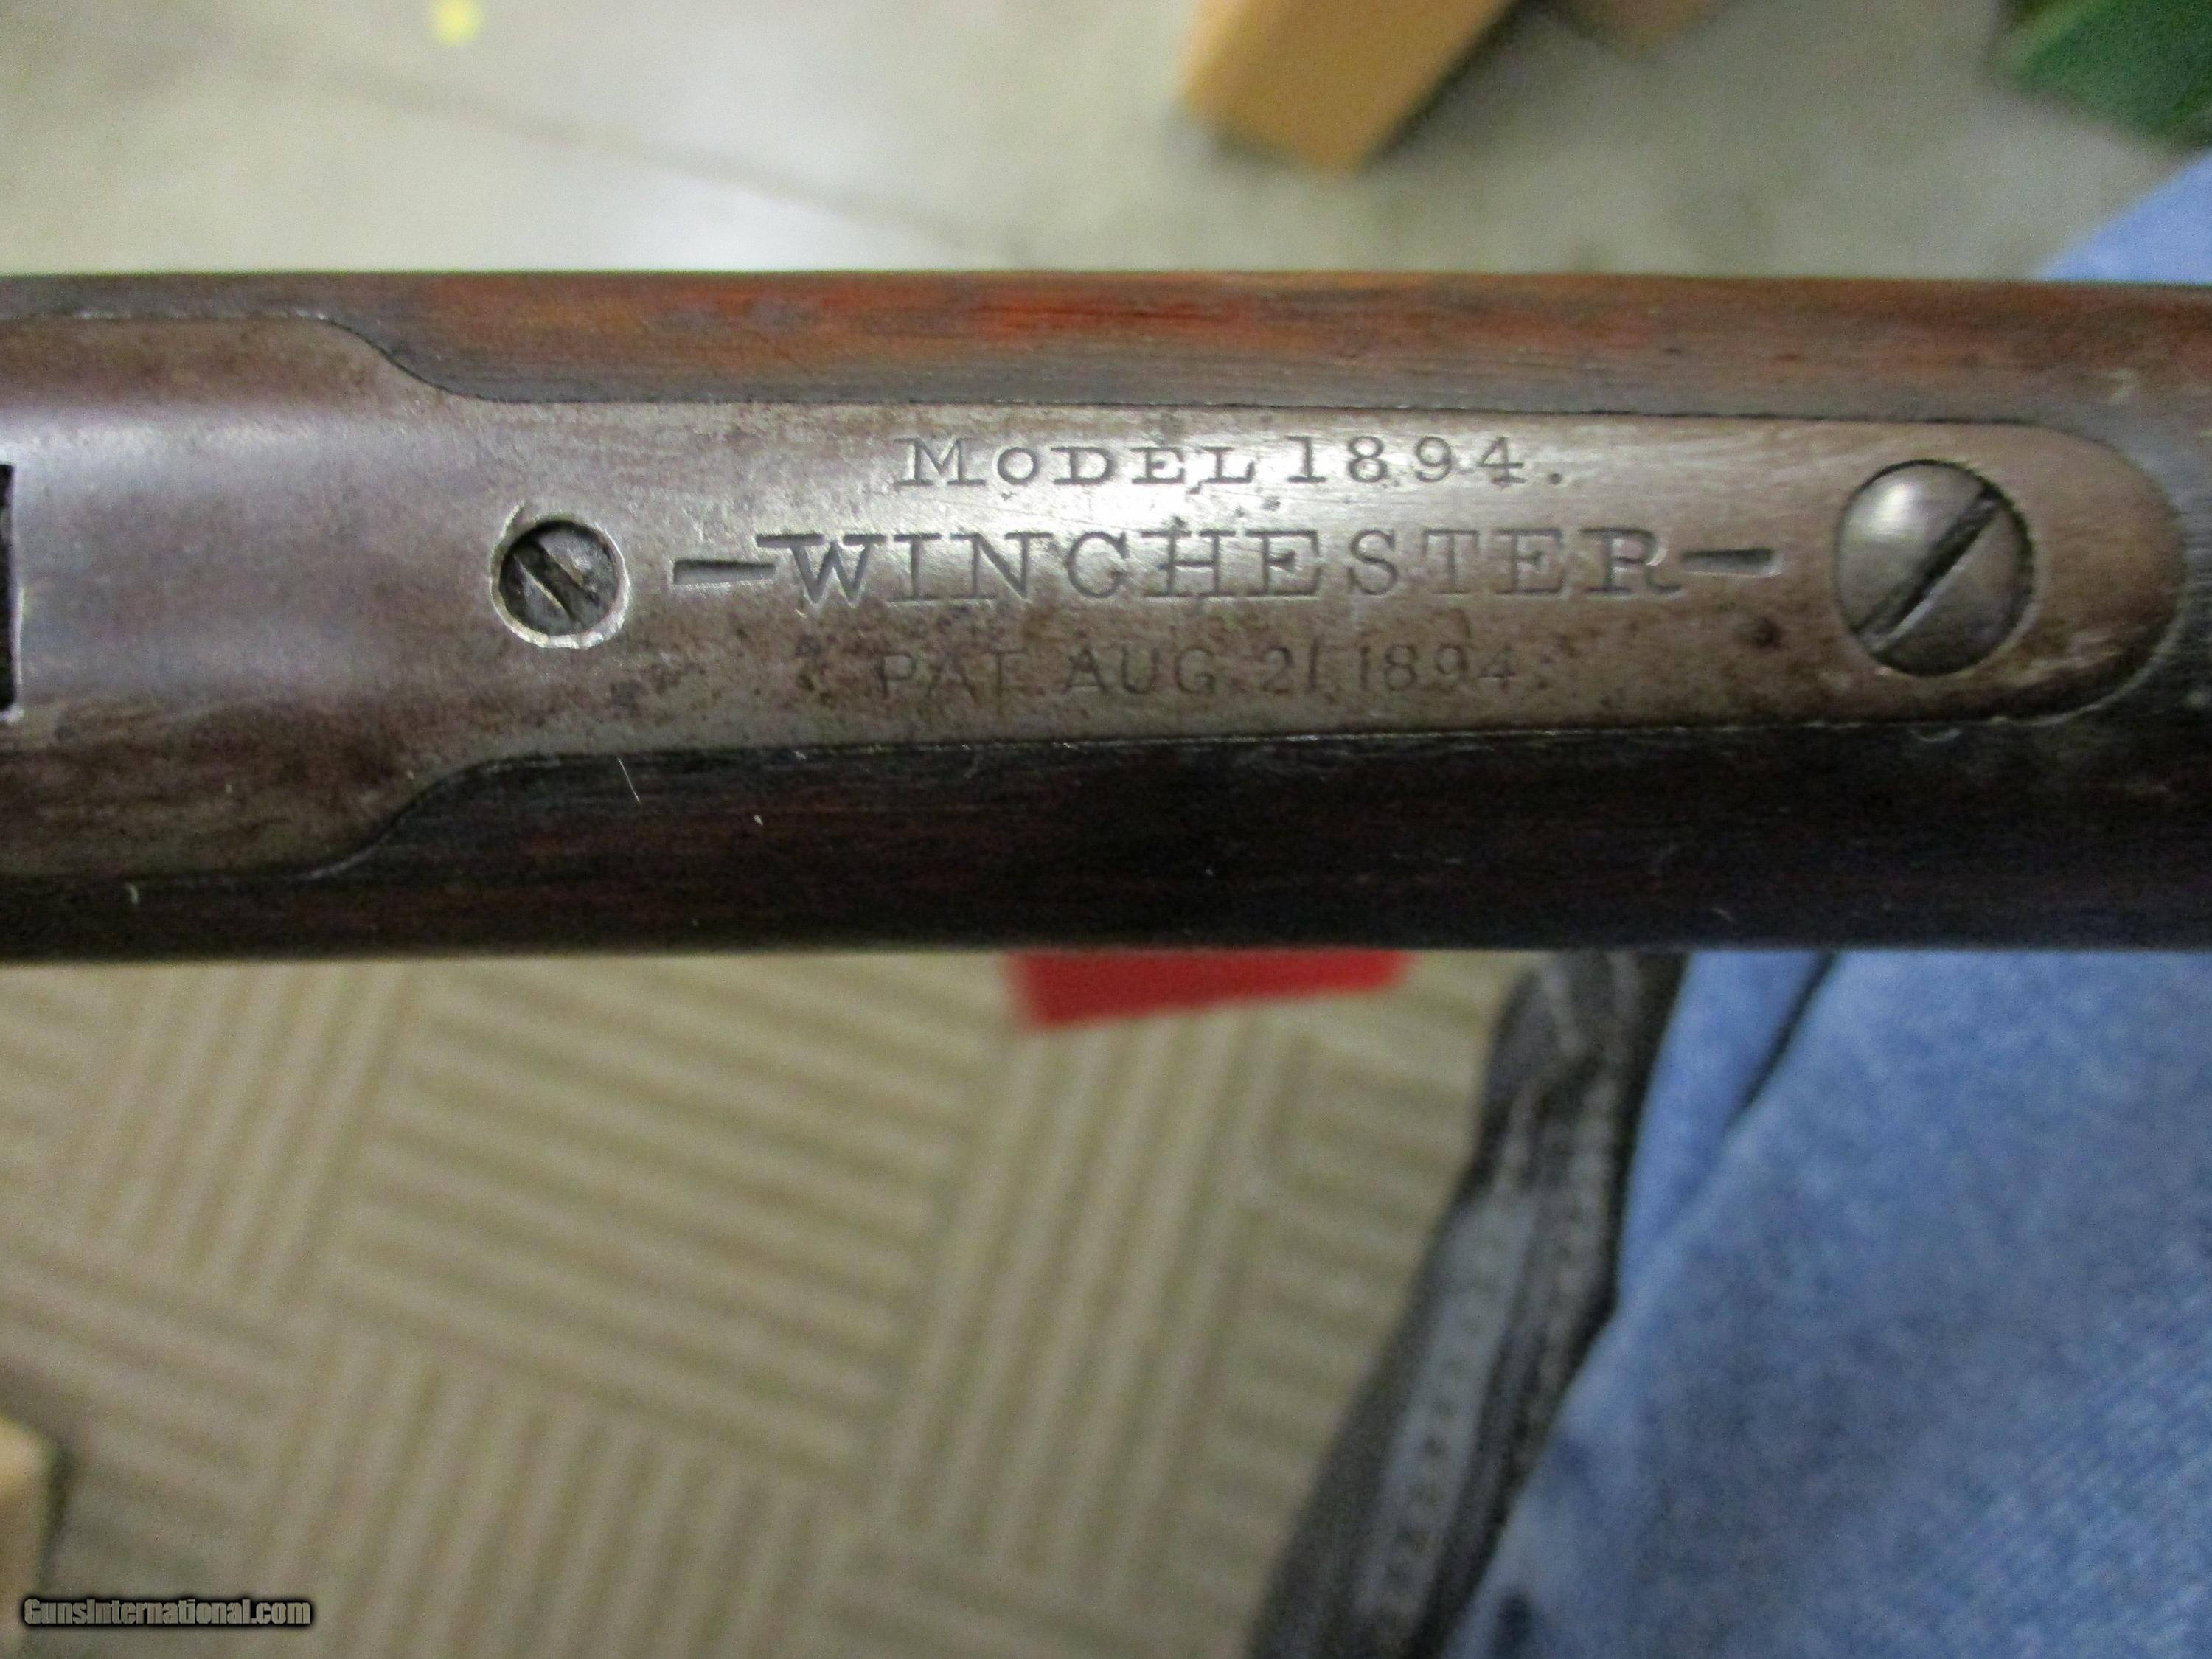 MODEL 1894.
—WINCHESTER—
PAT. AUG. 21, 1894.
GunsInternational.com